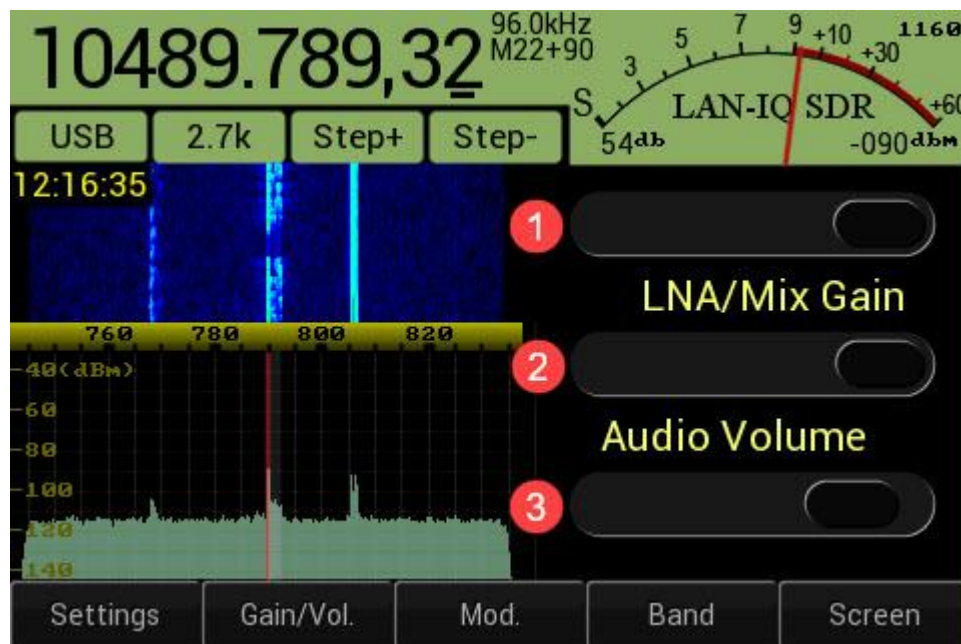 10489.789,32
96.0kHz
M22+90
S 3 5 7 9 +10 +30 +60
1160
LAN-IQ SDR
54db
-090dbm
USB 2.7k Step+ Step-
12:16:35
1
LNA/Mix Gain
760 780 800 820
2
-40(dBm)
-60
Audio Volume
-80
-100
3
-120
-140
Settings Gain/Vol. Mod. Band Screen